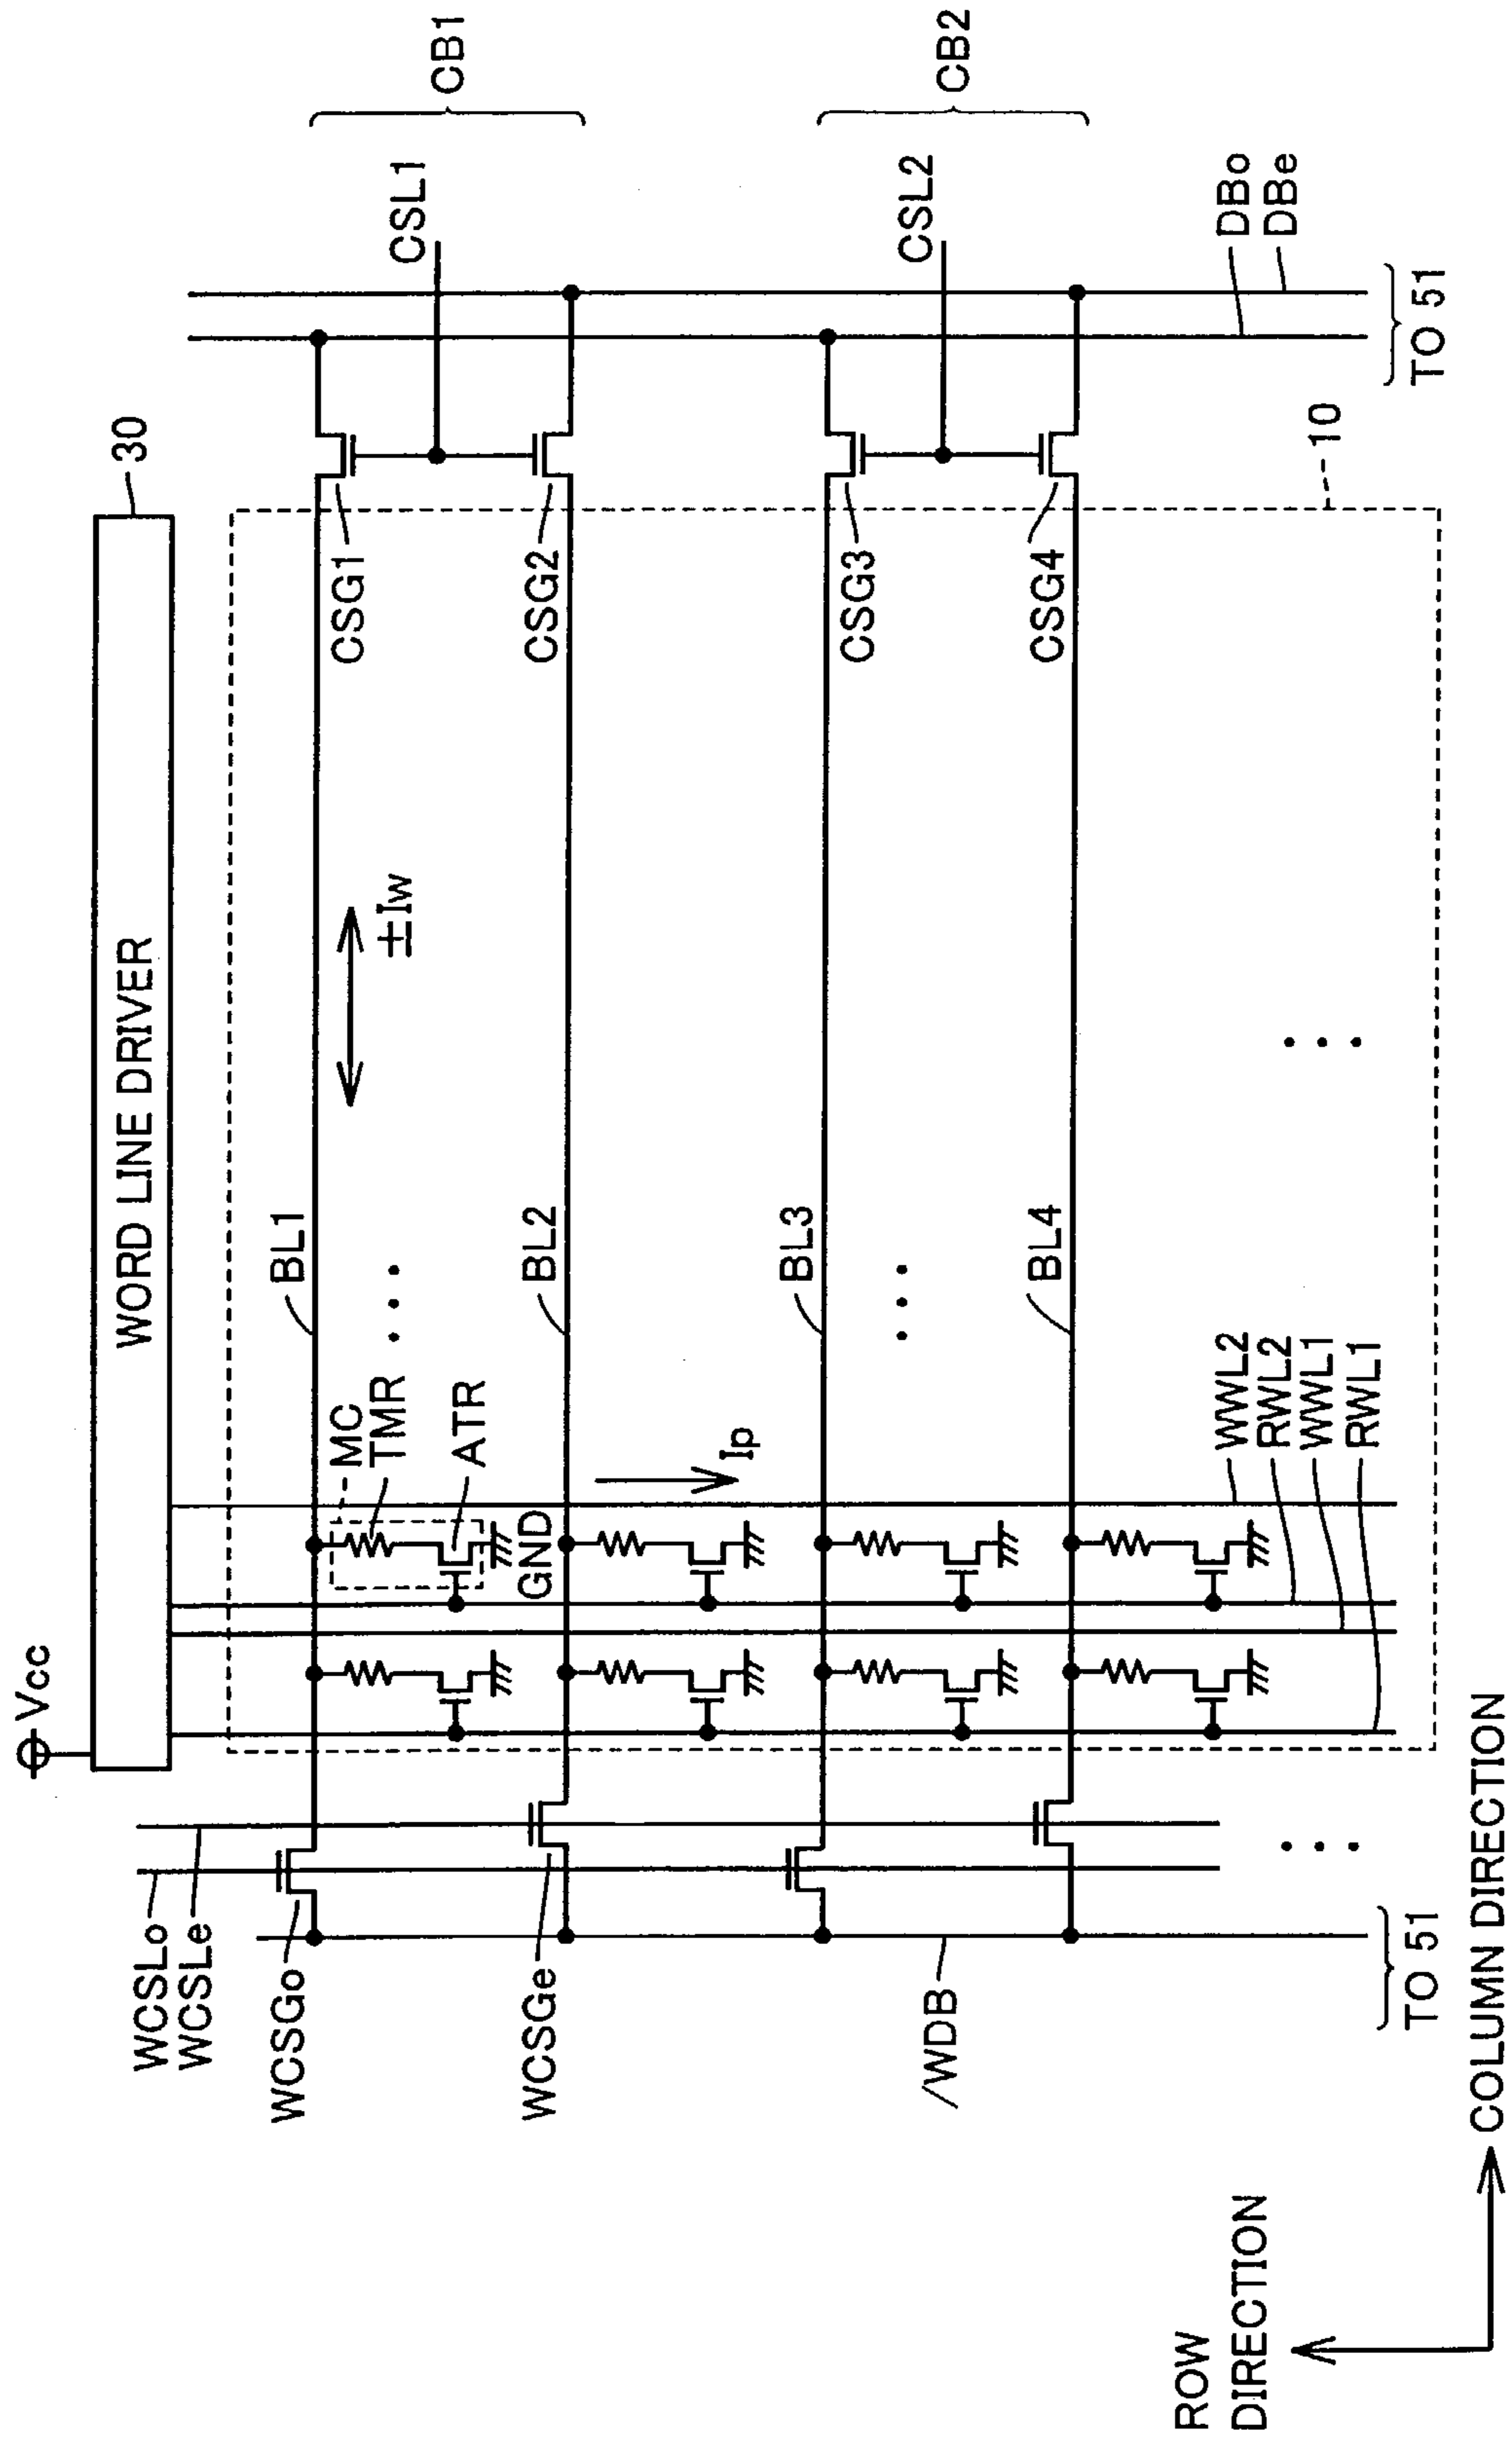 Vcc
30
WORD LINE DRIVER
WCSLo
WCSLe
WCSGo
WCSGe
/WDB
TO 51
BL1
BL2
BL3
BL4
MC
TMR
ATR
GND
Ip
±Iw
WWL2
RWL2
WWL1
RWL1
CSG1
CSG2
CSG3
CSG4
10
CSL1
CSL2
CB1
CB2
DBo
DBe
TO 51
ROW
DIRECTION
COLUMN DIRECTION